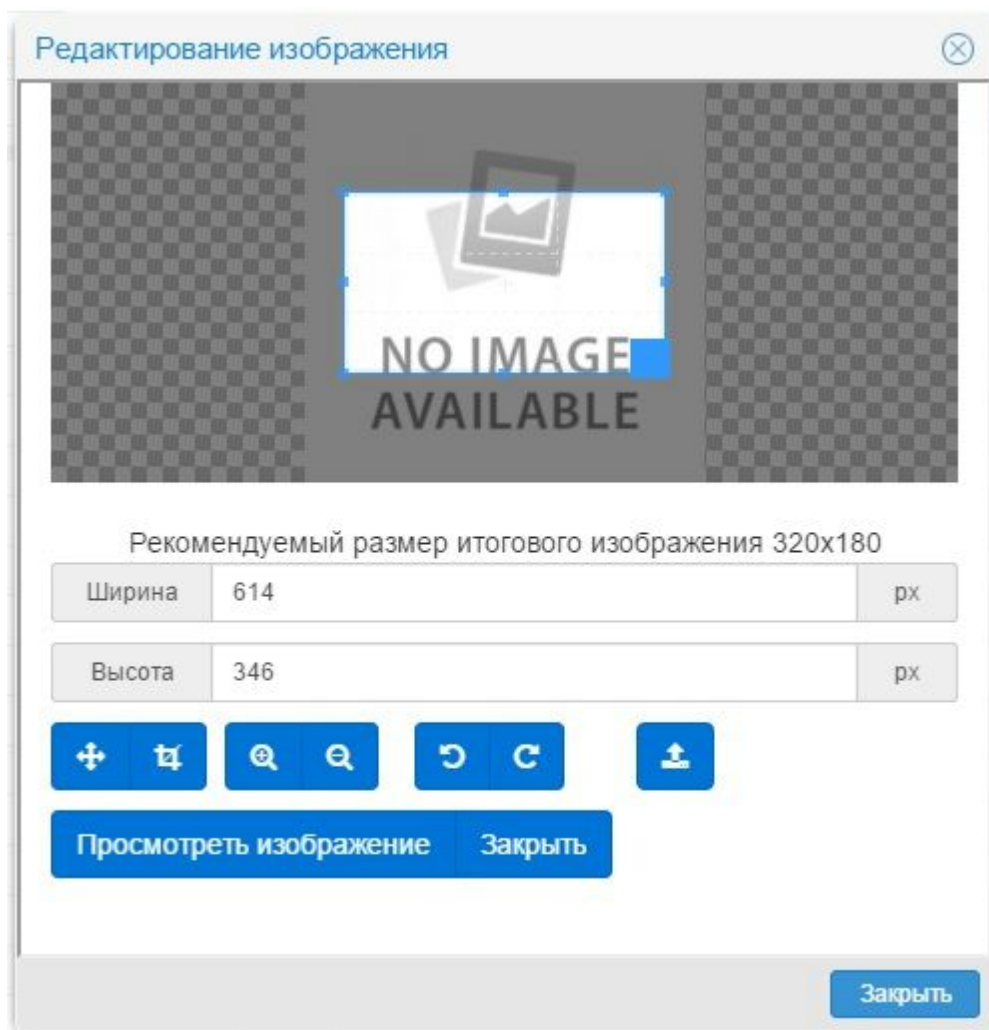 Редактирование изображения
NO IMAGE
AVAILABLE
Рекомендуемый размер итогового изображения 320x180
Ширина 614 px
Высота 346 px
Просмотреть изображение Закрыть
Закрыть